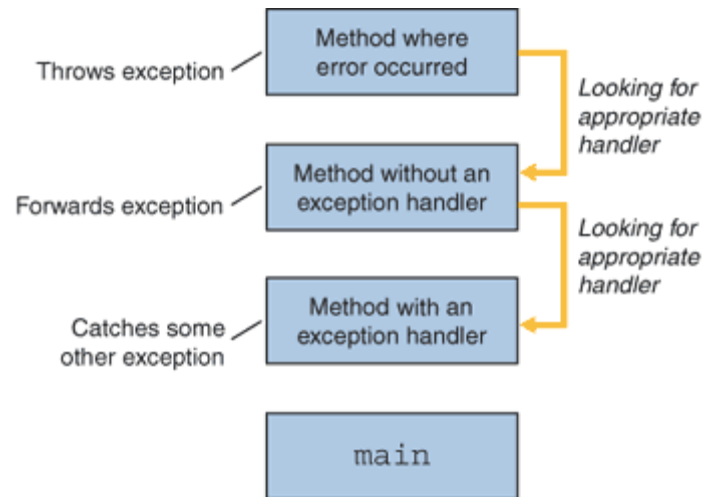 Method where
error occurred
Throws exception
Looking for
appropriate
handler
Method without an
exception handler
Forwards exception
Looking for
appropriate
handler
Method with an
exception handler
Catches some
other exception
main